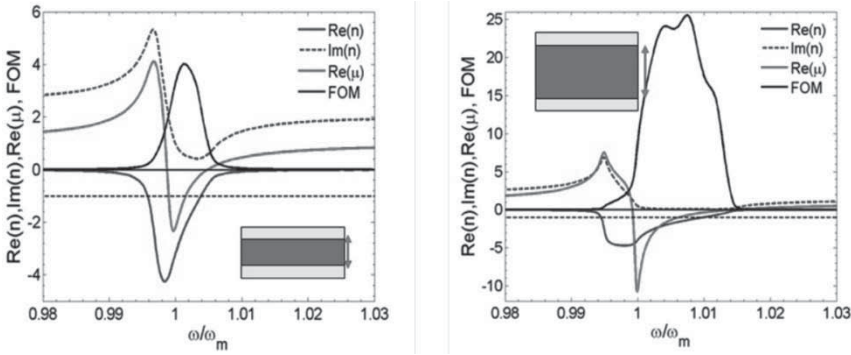 Re(n),Im(n),Re(μ), FOM
6
4
2
0
-2
-4
0.98 0.99 1 1.01 1.02 1.03
ω/ωm
Re(n)
Im(n)
Re(μ)
FOM
Re(n),Im(n),Re(μ), FOM
25
20
15
10
5
0
-5
-10
0.98 0.99 1 1.01 1.02 1.03
ω/ωm
Re(n)
Im(n)
Re(μ)
FOM